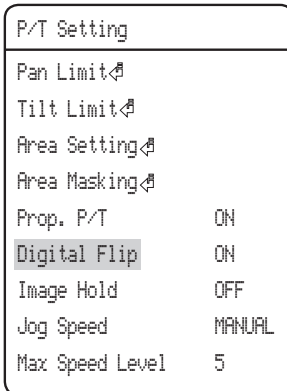 P/T Setting
Pan Limit
Tilt Limit
Area Setting
Area Masking
Prop. P/T ON
Digital Flip ON
Image Hold OFF
Jog Speed MANUAL
Max Speed Level 5